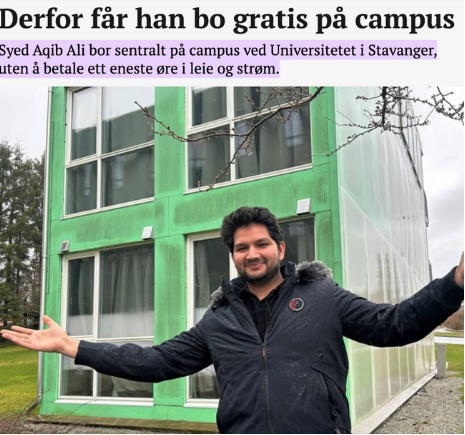 Derfor får han bo gratis på campus
Syed Aqib Ali bor sentralt på campus ved Universitetet i Stavanger,
uten å betale ett eneste øre i leie og strøm.